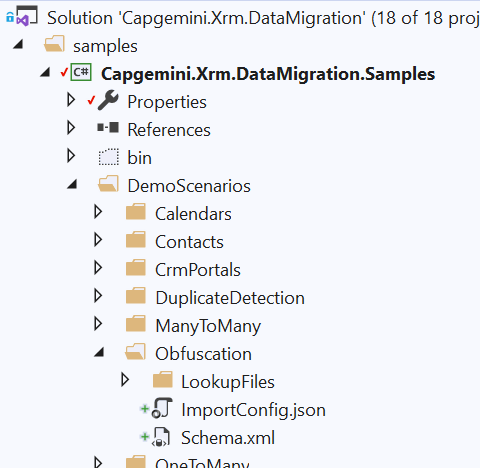 Solution 'Capgemini.Xrm.DataMigration' (18 of 18 proj
samples
C# Capgemini.Xrm.DataMigration.Samples
Properties
References
bin
DemoScenarios
Calendars
Contacts
CrmPortals
DuplicateDetection
ManyToMany
Obfuscation
LookupFiles
ImportConfig.json
Schema.xml
OneToMany